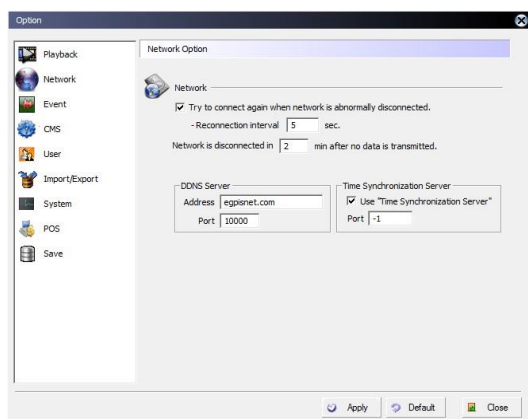 Option
Playback
Network
Event
CMS
User
Import/Export
System
POS
Save
Network Option
Network
Try to connect again when network is abnormally disconnected.
- Reconnection interval 5 sec.
Network is disconnected in 2 min after no data is transmitted.
DDNS Server
Address egpisnet.com
Port 10000
Time Synchronization Server
Use "Time Synchronization Server"
Port -1
Apply Default Close